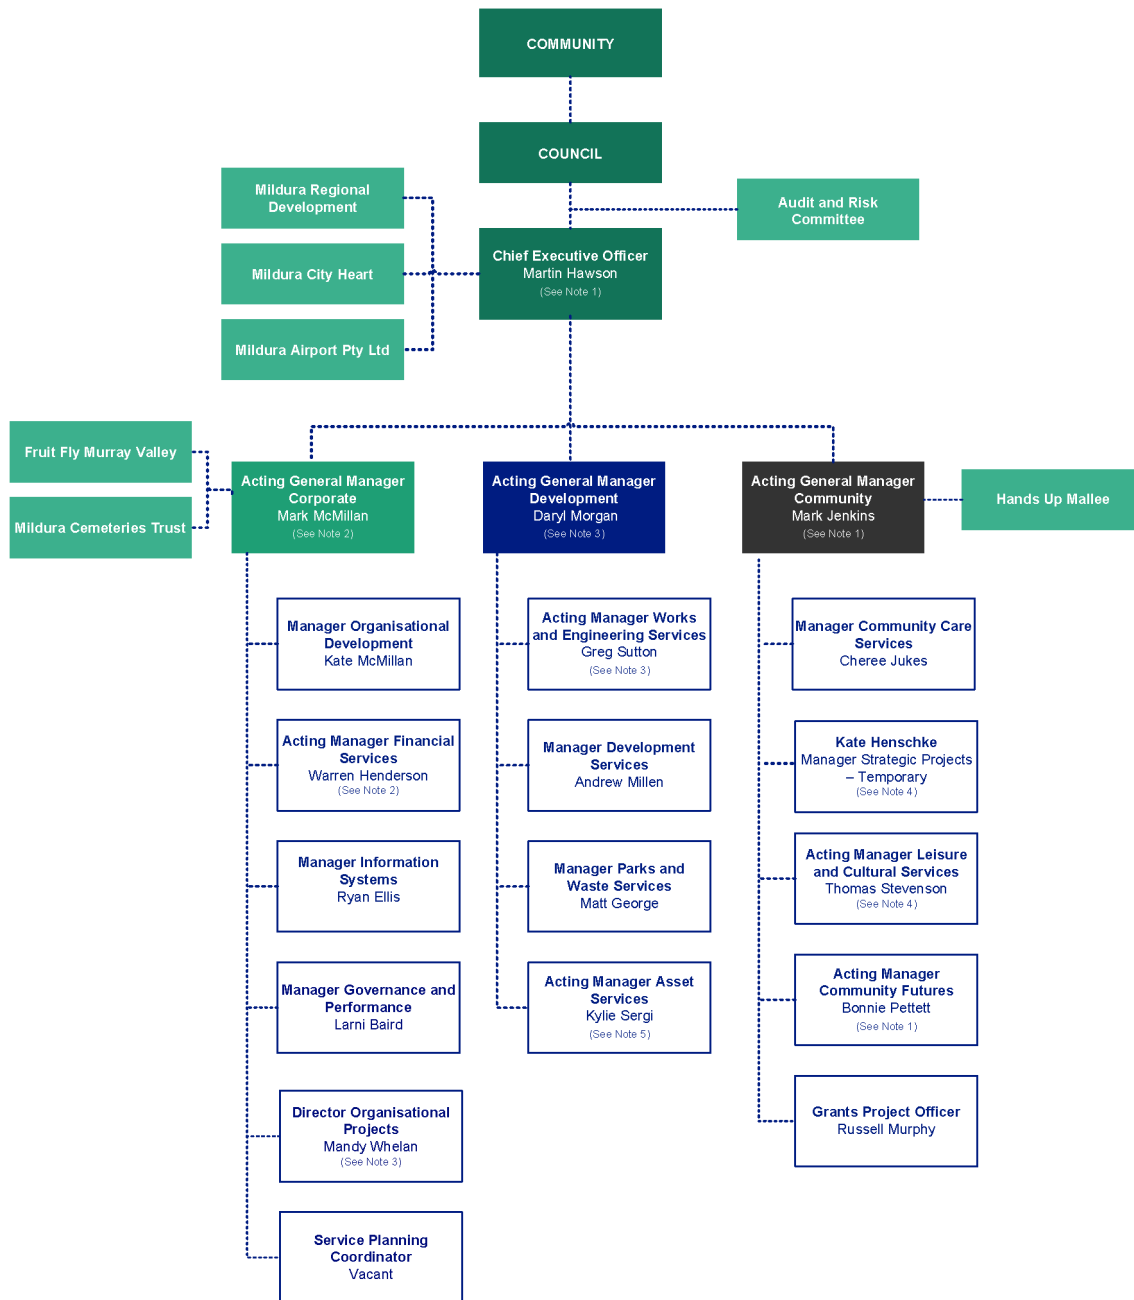 COMMUNITY
COUNCIL
Mildura Regional
Development
Audit and Risk
Committee
Chief Executive Officer
Martin Hawson
(See Note 1)
Mildura City Heart
Mildura Airport Pty Ltd
Fruit Fly Murray Valley
Mildura Cemeteries Trust
Acting General Manager
Corporate
Mark McMillan
(See Note 2)
Acting General Manager
Development
Daryl Morgan
(See Note 3)
Acting General Manager
Community
Mark Jenkins
(See Note 1)
Hands Up Mallee
Manager Organisational
Development
Kate McMillan
Acting Manager Financial
Services
Warren Henderson
(See Note 2)
Manager Information
Systems
Ryan Ellis
Manager Governance and
Performance
Larni Baird
Director Organisational
Projects
Mandy Whelan
(See Note 3)
Service Planning
Coordinator
Vacant
Acting Manager Works
and Engineering Services
Greg Sutton
(See Note 3)
Manager Development
Services
Andrew Millen
Manager Parks and
Waste Services
Matt George
Acting Manager Asset
Services
Kylie Sergi
(See Note 5)
Manager Community Care
Services
Cheree Jukes
Kate Henschke
Manager Strategic Projects
– Temporary
(See Note 4)
Acting Manager Leisure
and Cultural Services
Thomas Stevenson
(See Note 4)
Acting Manager
Community Futures
Bonnie Pettett
(See Note 1)
Grants Project Officer
Russell Murphy